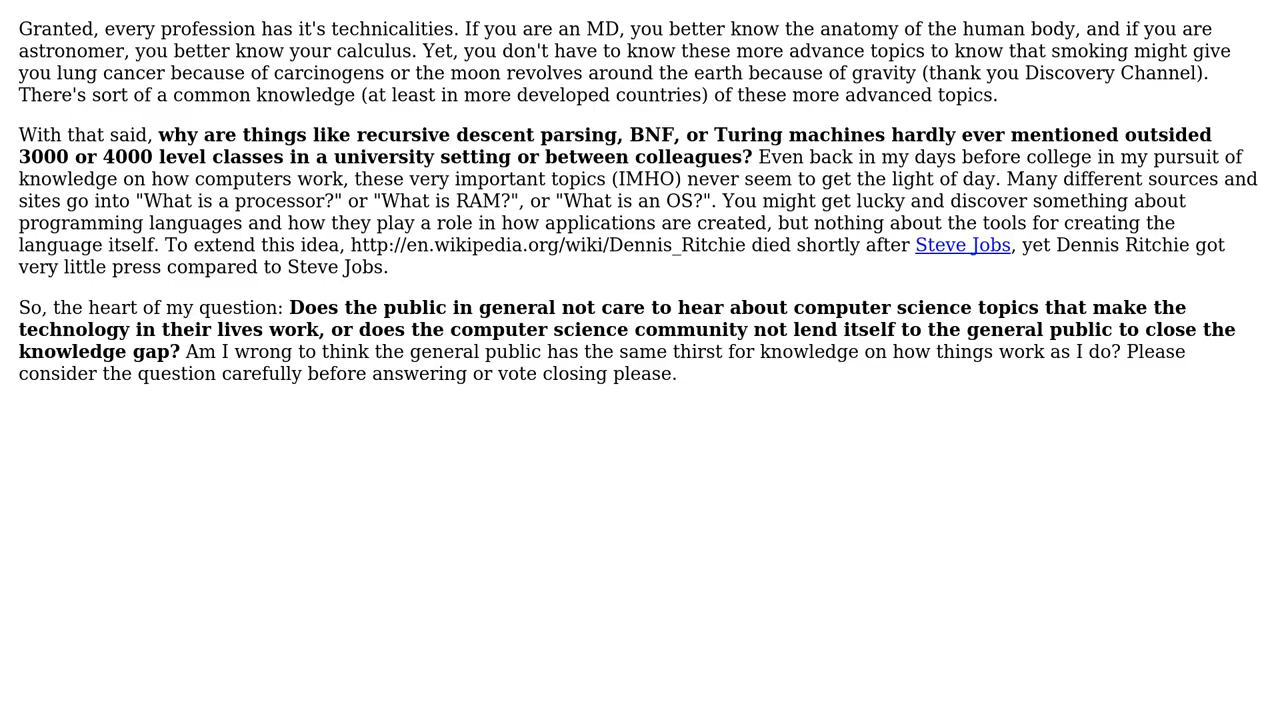 Granted, every profession has it's technicalities. If you are an MD, you better know the anatomy of the human body, and if you are
astronomer, you better know your calculus. Yet, you don't have to know these more advance topics to know that smoking might give
you lung cancer because of carcinogens or the moon revolves around the earth because of gravity (thank you Discovery Channel).
There's sort of a common knowledge (at least in more developed countries) of these more advanced topics.
With that said, why are things like recursive descent parsing, BNF, or Turing machines hardly ever mentioned outsided
3000 or 4000 level classes in a university setting or between colleagues? Even back in my days before college in my pursuit of
knowledge on how computers work, these very important topics (IMHO) never seem to get the light of day. Many different sources and
sites go into "What is a processor?" or "What is RAM?", or "What is an OS?". You might get lucky and discover something about
programming languages and how they play a role in how applications are created, but nothing about the tools for creating the
language itself. To extend this idea, http://en.wikipedia.org/wiki/Dennis_Ritchie died shortly after Steve Jobs, yet Dennis Ritchie got
very little press compared to Steve Jobs.
So, the heart of my question: Does the public in general not care to hear about computer science topics that make the
technology in their lives work, or does the computer science community not lend itself to the general public to close the
knowledge gap? Am I wrong to think the general public has the same thirst for knowledge on how things work as I do? Please
consider the question carefully before answering or vote closing please.